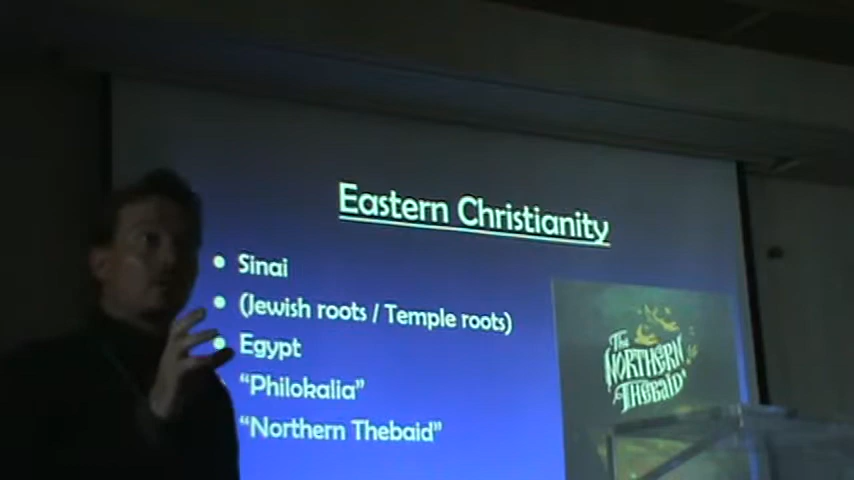 Eastern Christianity
• Sinai
• (Jewish roots / Temple roots)
• Egypt
• "Philokalia"
"Northern Thebaid"
The
NORTHERN
THEBAID